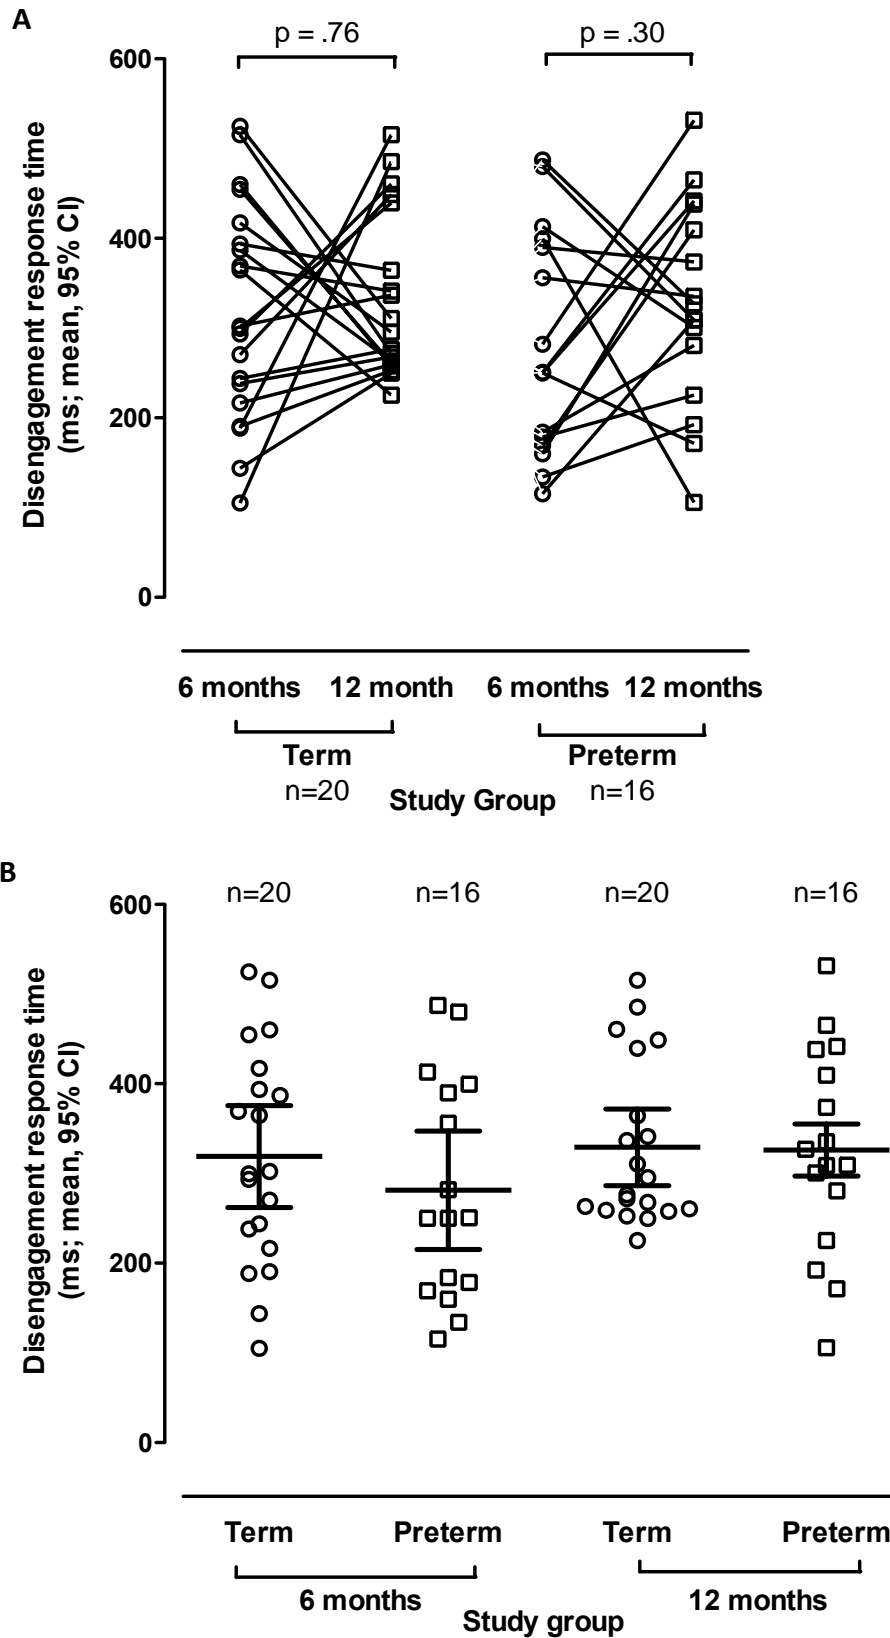 A
p = .76
p = .30
600
400
200
0
Disengagement response time
(ms; mean, 95% CI)
6 months 12 month 6 months 12 months
Term Preterm
n=20 n=16
Study Group
B
n=20 n=16 n=20 n=16
600
400
200
0
Disengagement response time
(ms; mean, 95% CI)
Term Preterm Term Preterm
6 months 12 months
Study group